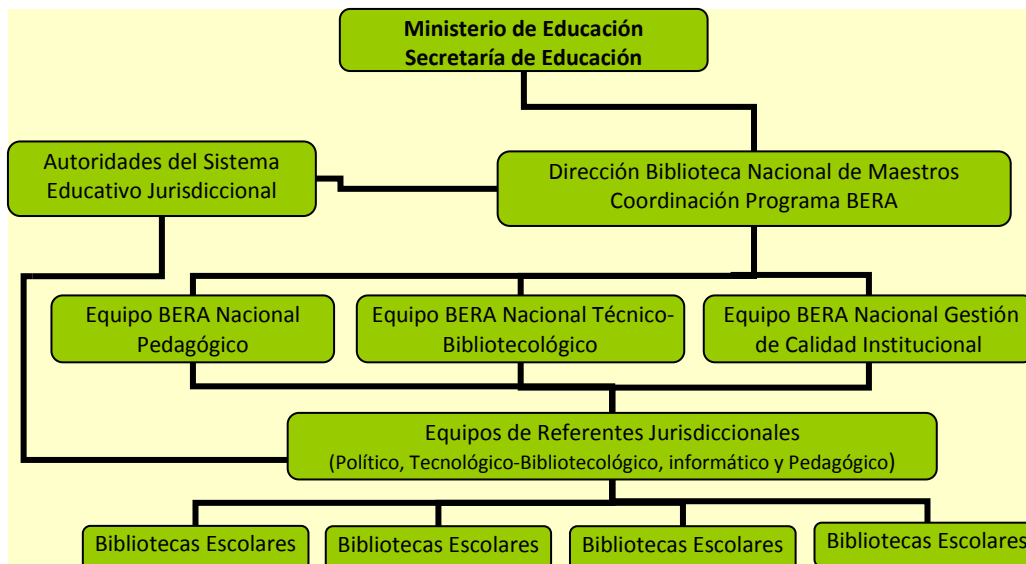 Ministerio de Educación
Secretaría de Educación
Autoridades del Sistema
Educativo Jurisdiccional
Dirección Biblioteca Nacional de Maestros
Coordinación Programa BERA
Equipo BERA Nacional
Pedagógico
Equipo BERA Nacional Técnico-
Bibliotecológico
Equipo BERA Nacional Gestión
de Calidad Institucional
Equipos de Referentes Jurisdiccionales
(Político, Tecnológico-Bibliotecológico, informático y Pedagógico)
Bibliotecas Escolares
Bibliotecas Escolares
Bibliotecas Escolares
Bibliotecas Escolares